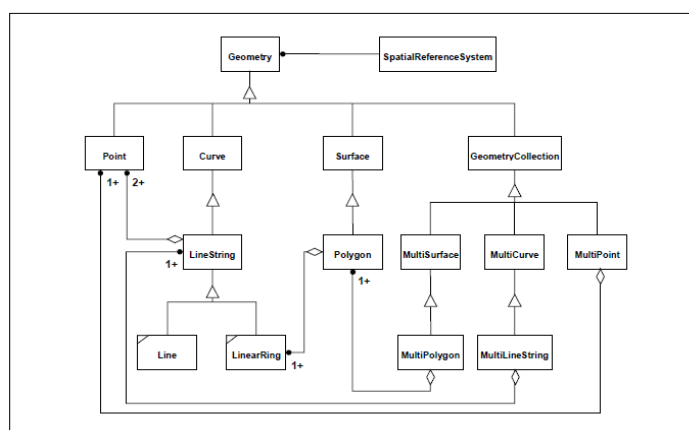 Geometry
SpatialReferenceSystem
Point
Curve
Surface
GeometryCollection
1+
2+
LineString
Polygon
MultiSurface
MultiCurve
MultiPoint
1+
1+
Line
LinearRing
MultiPolygon
MultiLineString
1+